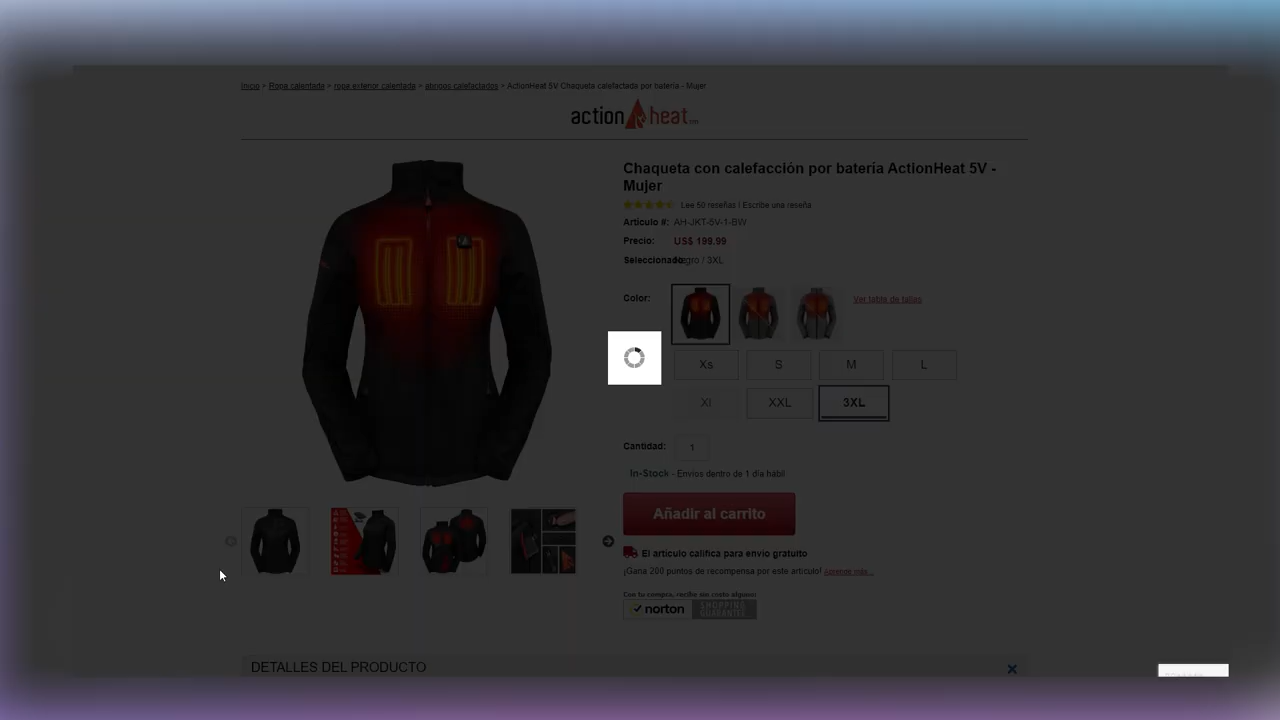 Inicio > Ropa calentada > ropa exterior calentada > abrigos calefactados > ActionHeat 5V Chaqueta calefactada por batería - Mujer
action heat
Chaqueta con calefacción por batería ActionHeat 5V -
Mujer
Lee 50 reseñas | Escribe una reseña
Artículo #: AH-JKT-5V-1-BW
Precio: US$ 199.99
Seleccionado: Negro / 3XL
Color:
Ver tabla de tallas
Xs S M L
Xl XXL 3XL
Cantidad: 1
In-Stock - Envíos dentro de 1 día hábil
Añadir al carrito
El artículo califica para envío gratuito
¡Gana 200 puntos de recompensa por este artículo! Aprende más...
Con tu compra, recibe sin costo alguno:
norton SHOPPING
GUARANTEE
DETALLES DEL PRODUCTO